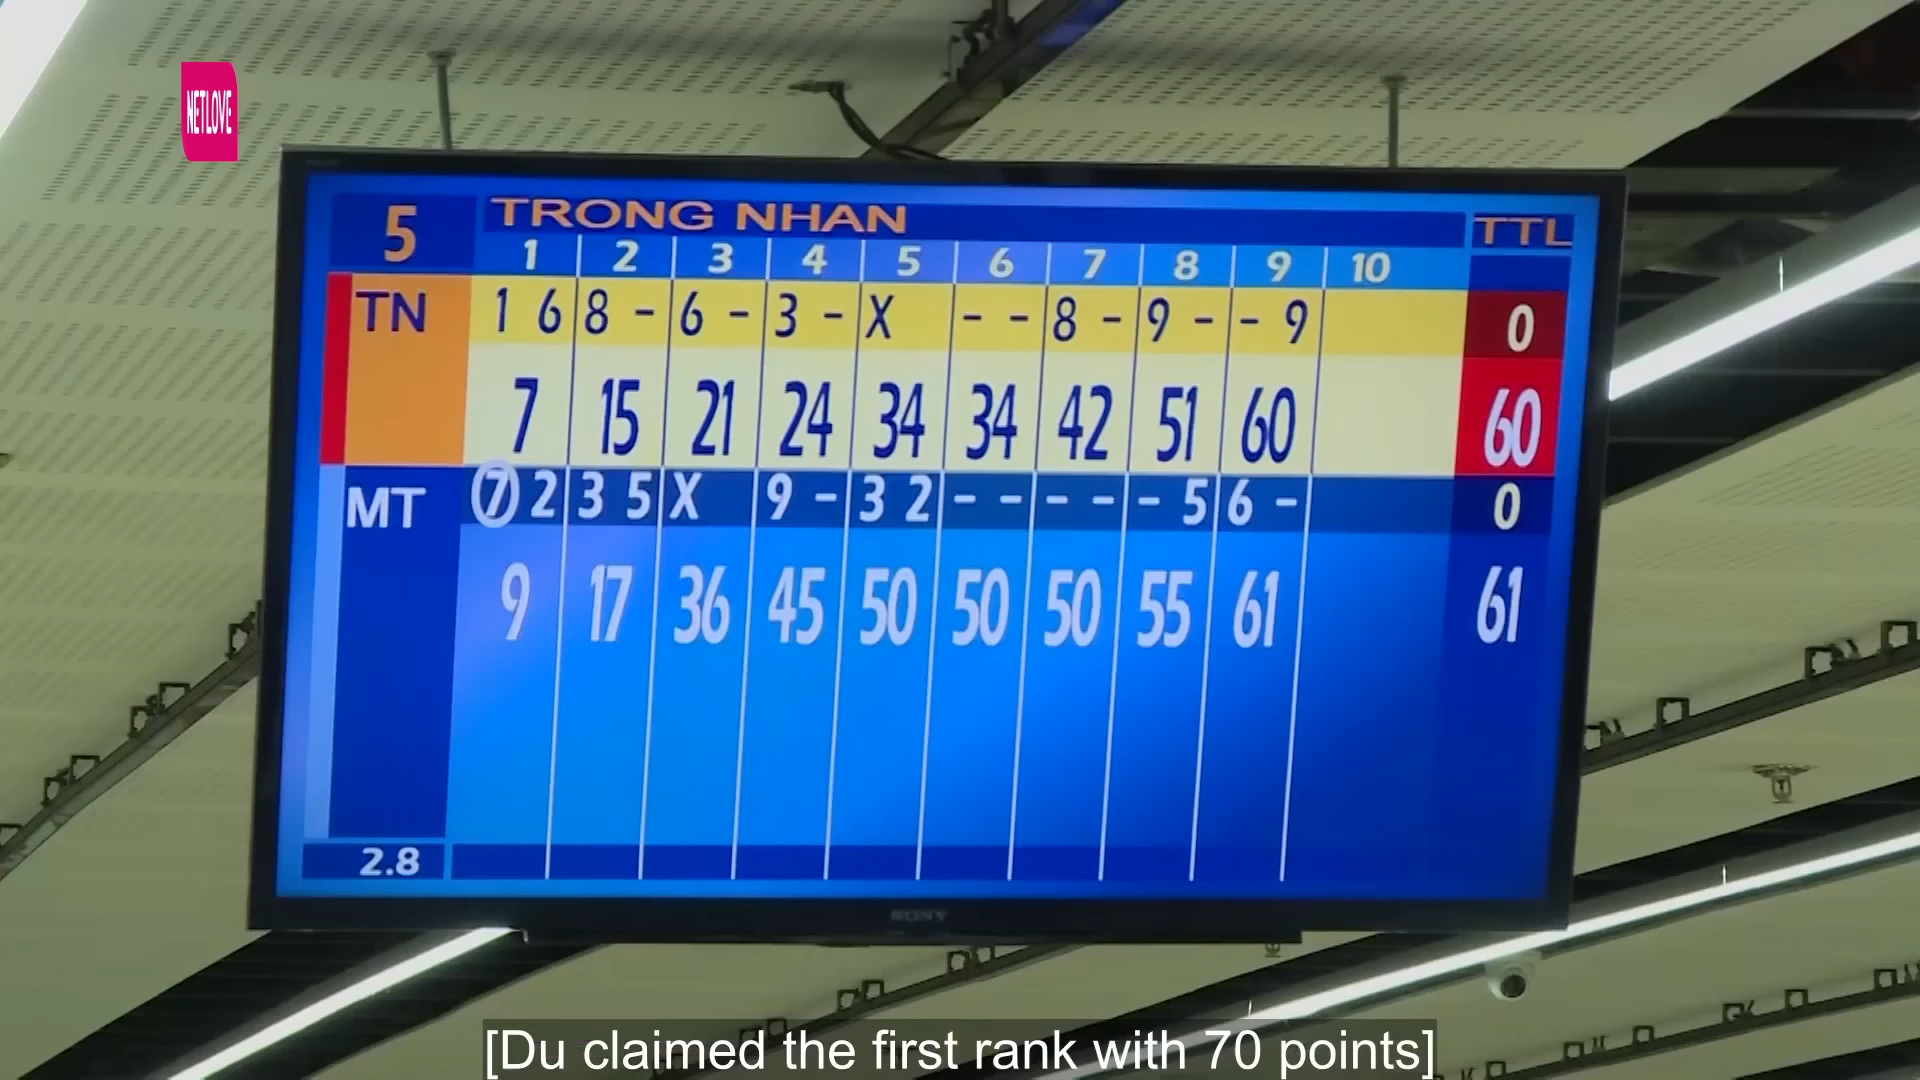 NETLOVE
5 TRONG NHAN TTL
1 2 3 4 5 6 7 8 9 10
TN 1 6 8 - 6 - 3 - X - - 8 - 9 - - 9 0
7 15 21 24 34 34 42 51 60 60
MT 7 2 3 5 X 9 - 3 2 - - - - - 5 6 - 0
9 17 36 45 50 50 50 55 61 61
2.8
SONY
[Du claimed the first rank with 70 points]